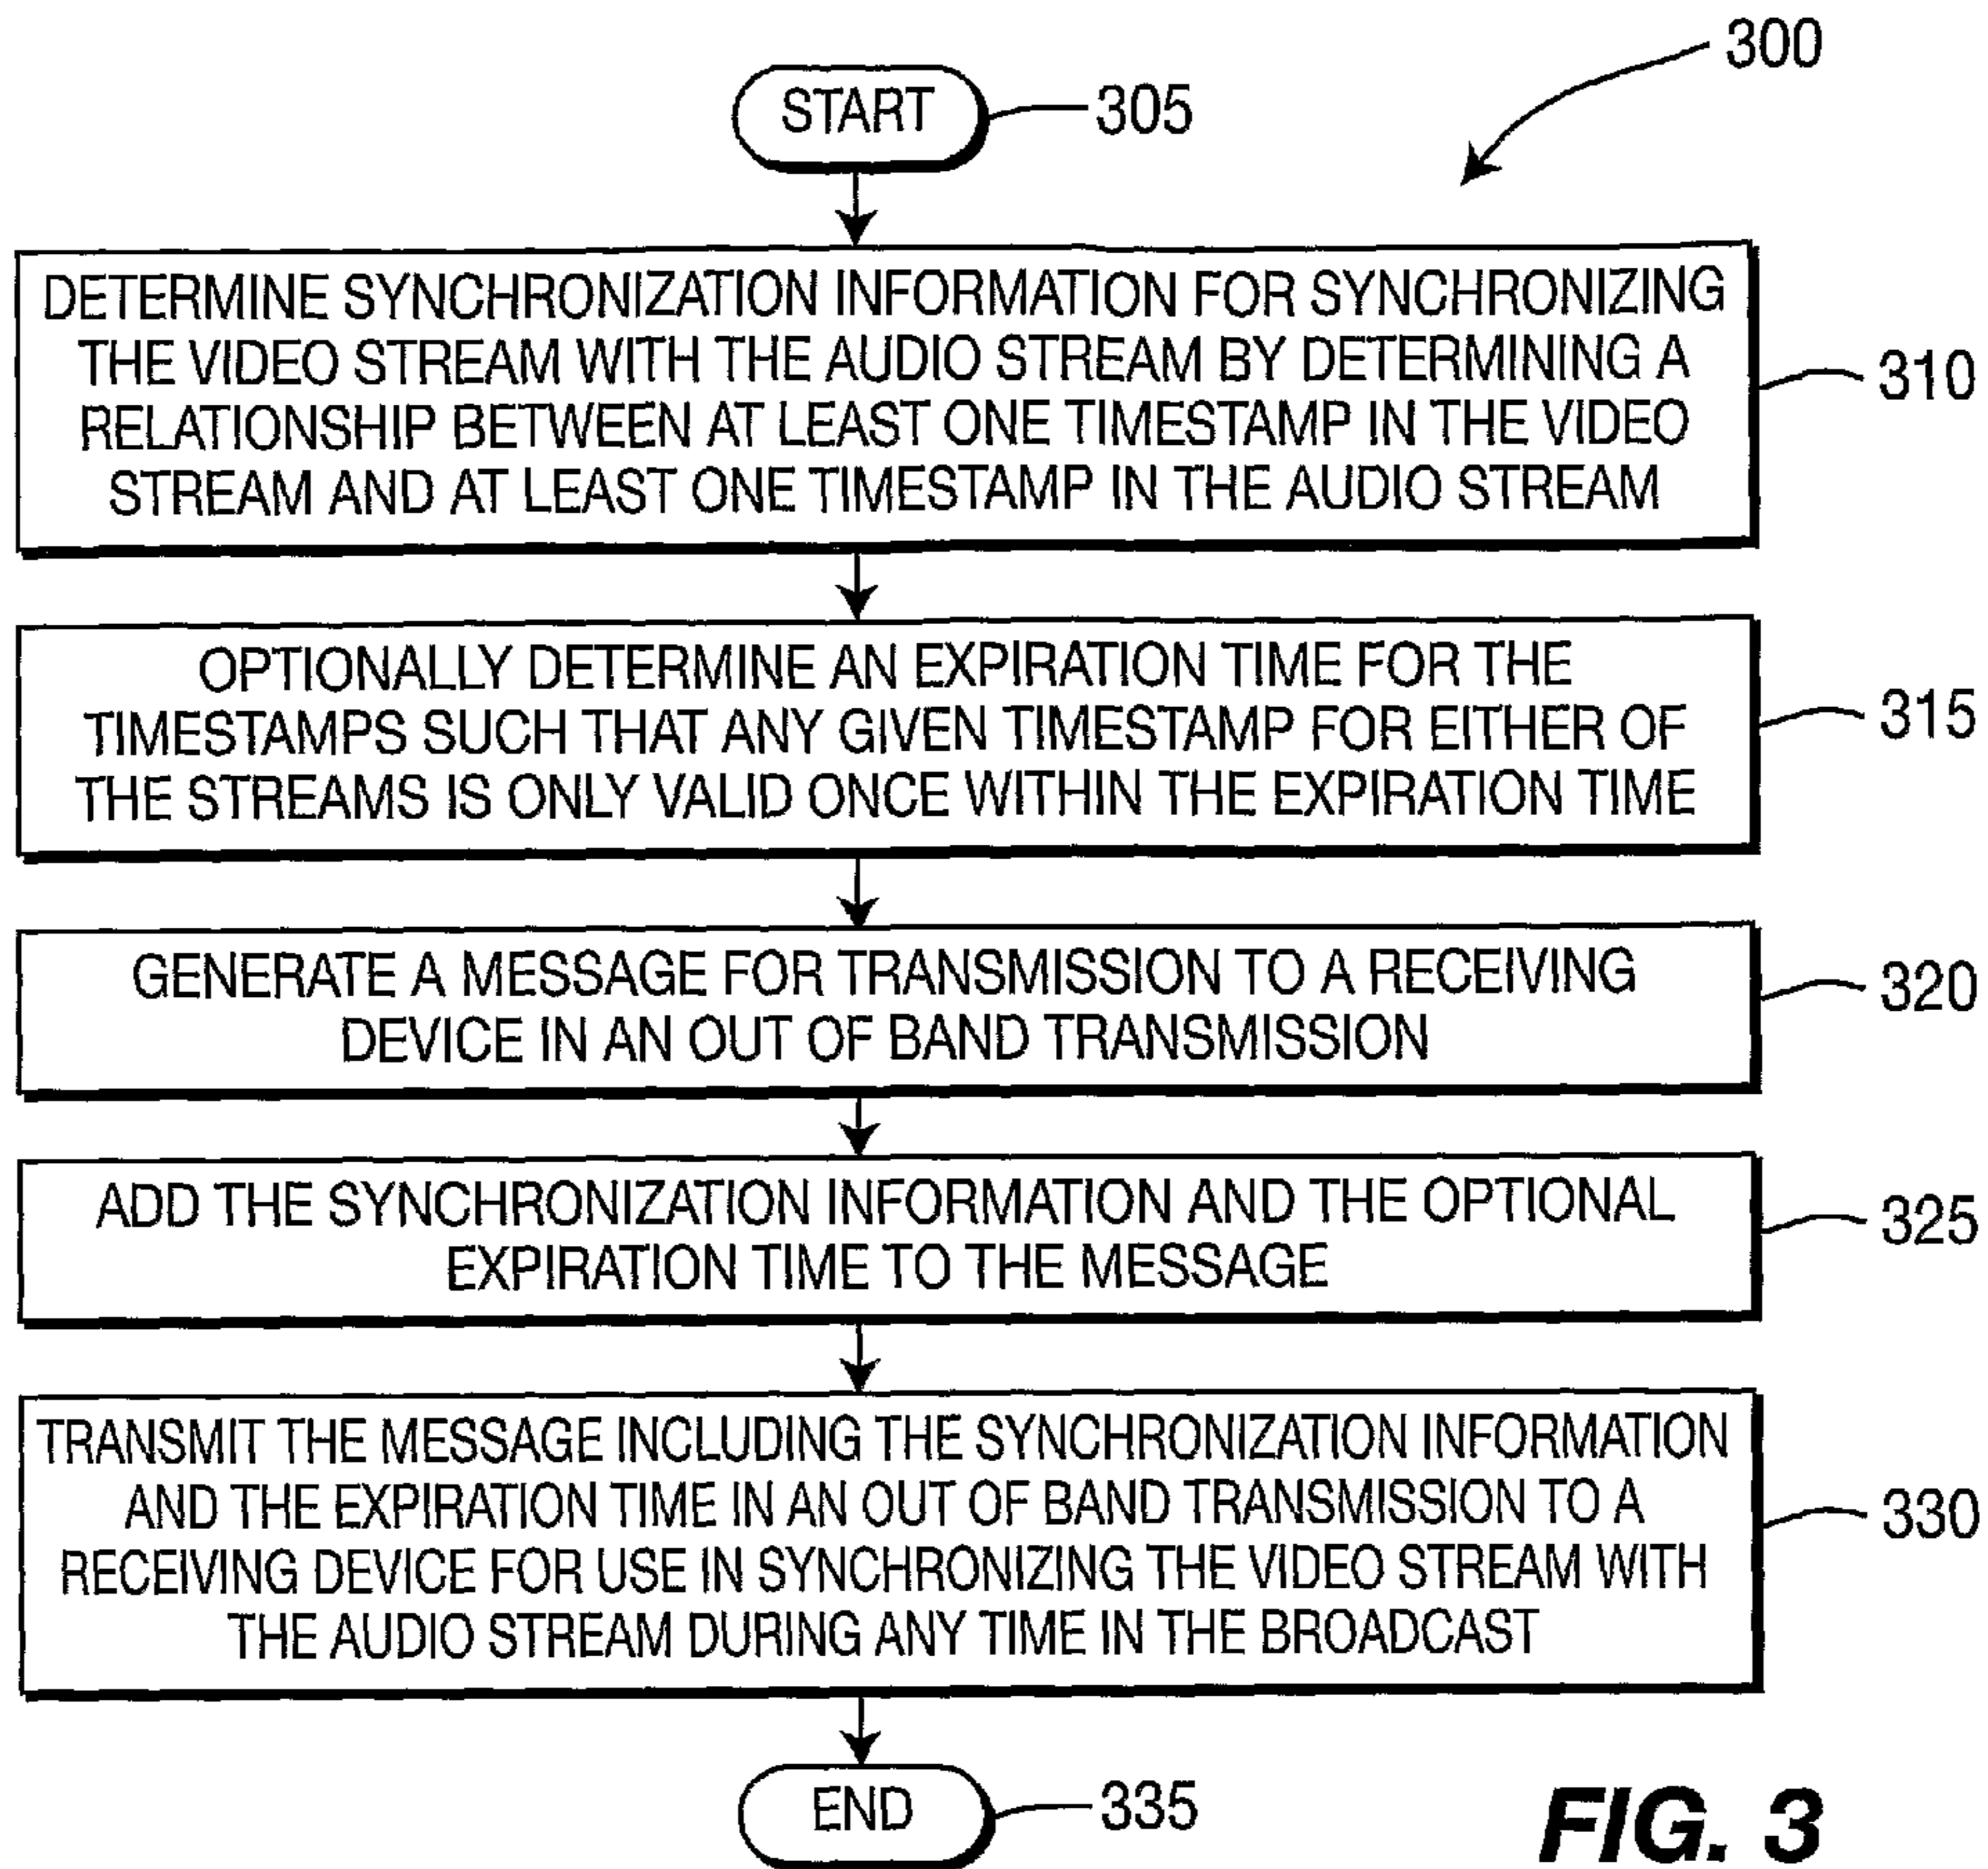 300
START
305
DETERMINE SYNCHRONIZATION INFORMATION FOR SYNCHRONIZING
THE VIDEO STREAM WITH THE AUDIO STREAM BY DETERMINING A
RELATIONSHIP BETWEEN AT LEAST ONE TIMESTAMP IN THE VIDEO
STREAM AND AT LEAST ONE TIMESTAMP IN THE AUDIO STREAM
310
OPTIONALLY DETERMINE AN EXPIRATION TIME FOR THE
TIMESTAMPS SUCH THAT ANY GIVEN TIMESTAMP FOR EITHER OF
THE STREAMS IS ONLY VALID ONCE WITHIN THE EXPIRATION TIME
315
GENERATE A MESSAGE FOR TRANSMISSION TO A RECEIVING
DEVICE IN AN OUT OF BAND TRANSMISSION
320
ADD THE SYNCHRONIZATION INFORMATION AND THE OPTIONAL
EXPIRATION TIME TO THE MESSAGE
325
TRANSMIT THE MESSAGE INCLUDING THE SYNCHRONIZATION INFORMATION
AND THE EXPIRATION TIME IN AN OUT OF BAND TRANSMISSION TO A
RECEIVING DEVICE FOR USE IN SYNCHRONIZING THE VIDEO STREAM WITH
THE AUDIO STREAM DURING ANY TIME IN THE BROADCAST
330
END
335
FIG. 3